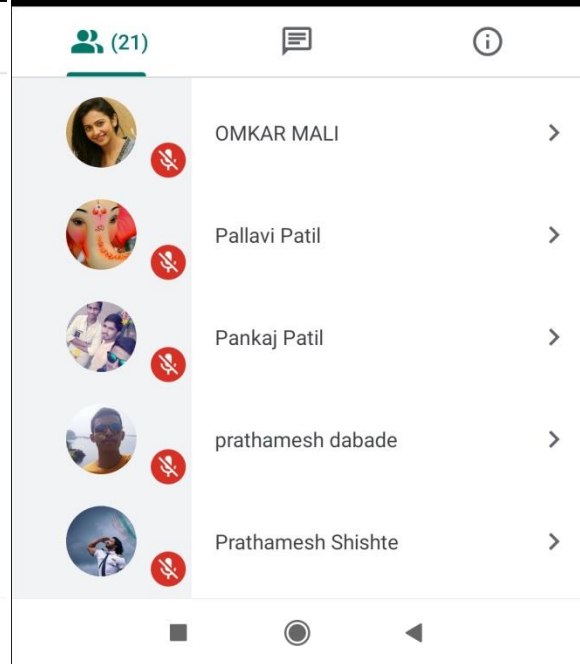 (21)
OMKAR MALI
Pallavi Patil
Pankaj Patil
prathamesh dabade
Prathamesh Shishte